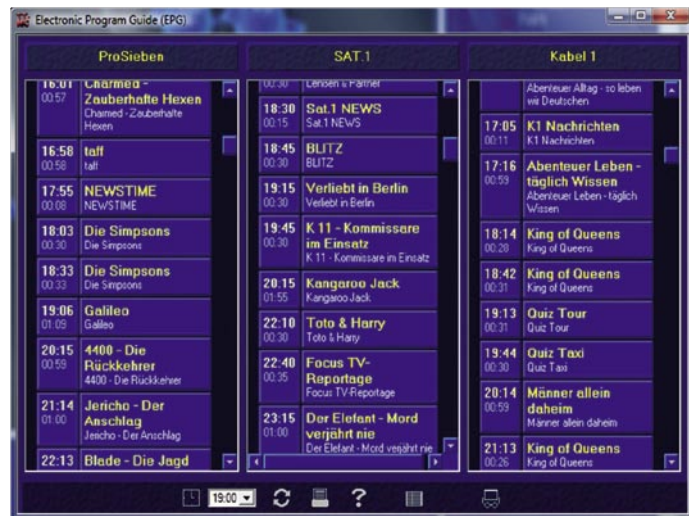 Electronic Program Guide (EPG)
ProSieben
SAT.1
Kabel 1
16:01 Charmed -
00:57 Zauberhafte Hexen
Charmed - Zauberhafte
Hexen
16:58 taff
00:58 taff
17:55 NEWSTIME
00:08 NEWSTIME
18:03 Die Simpsons
00:30 Die Simpsons
18:33 Die Simpsons
00:33 Die Simpsons
19:06 Galileo
01:09 Galileo
20:15 4400 - Die
00:59 Rückkehrer
4400 - Die Rückkehrer
21:14 Jericho - Der
01:00 Anschlag
Jericho - Der Anschlag
22:13 Blade - Die Jagd
00:30 Lenßen & Partner
18:30 Sat.1 NEWS
00:15 Sat.1 NEWS
18:45 BLITZ
00:30 BLITZ
19:15 Verliebt in Berlin
00:30 Verliebt in Berlin
19:45 K 11 - Kommissare
00:30 im Einsatz
K 11 - Kommissare im Einsatz
20:15 Kangaroo Jack
01:55 Kangaroo Jack
22:10 Toto & Harry
00:30 Toto & Harry
22:40 Focus TV-
00:35 Reportage
Focus TV-Reportage
23:15 Der Elefant - Mord
01:00 verjährt nie
Der Elefant - Mord verjährt nie
Abenteuer Alltag - so leben
wir Deutschen
17:05 K1 Nachrichten
00:11 K1 Nachrichten
17:16 Abenteuer Leben -
00:59 täglich Wissen
Abenteuer Leben - täglich
Wissen
18:14 King of Queens
00:28 King of Queens
18:42 King of Queens
00:31 King of Queens
19:13 Quiz Tour
00:31 Quiz Tour
19:44 Quiz Taxi
00:30 Quiz Taxi
20:14 Männer allein
00:59 daheim
Männer allein daheim
21:13 King of Queens
00:26 King of Queens
19:00
?